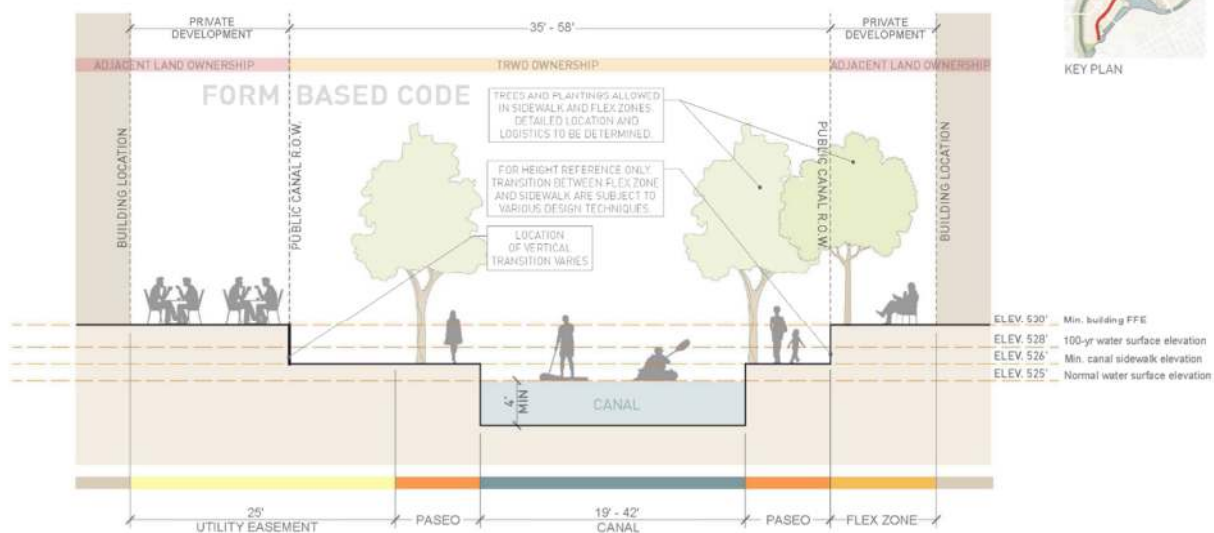 PRIVATE
DEVELOPMENT
35' - 58'
PRIVATE
DEVELOPMENT
KEY PLAN
ADJACENT LAND OWNERSHIP
TRWD OWNERSHIP
ADJACENT LAND OWNERSHIP
FORM BASED CODE
TREES AND PLANTINGS ALLOWED
IN SIDEWALK AND FLEX ZONES.
DETAILED LOCATION AND
LOGISTICS TO BE DETERMINED.
BUILDING LOCATION
PUBLIC CANAL R.O.W.
PUBLIC CANAL R.O.W.
BUILDING LOCATION
FOR HEIGHT REFERENCE ONLY.
TRANSITION BETWEEN FLEX ZONE
AND SIDEWALK ARE SUBJECT TO
VARIOUS DESIGN TECHNIQUES.
LOCATION
OF VERTICAL
TRANSITION VARIES
ELEV. 530' Min. building FFE
ELEV. 528' 100-yr water surface elevation
ELEV. 526' Min. canal sidewalk elevation
ELEV. 525' Normal water surface elevation
4'
MIN
CANAL
25'
UTILITY EASEMENT
PASEO
19' - 42'
CANAL
PASEO
FLEX ZONE